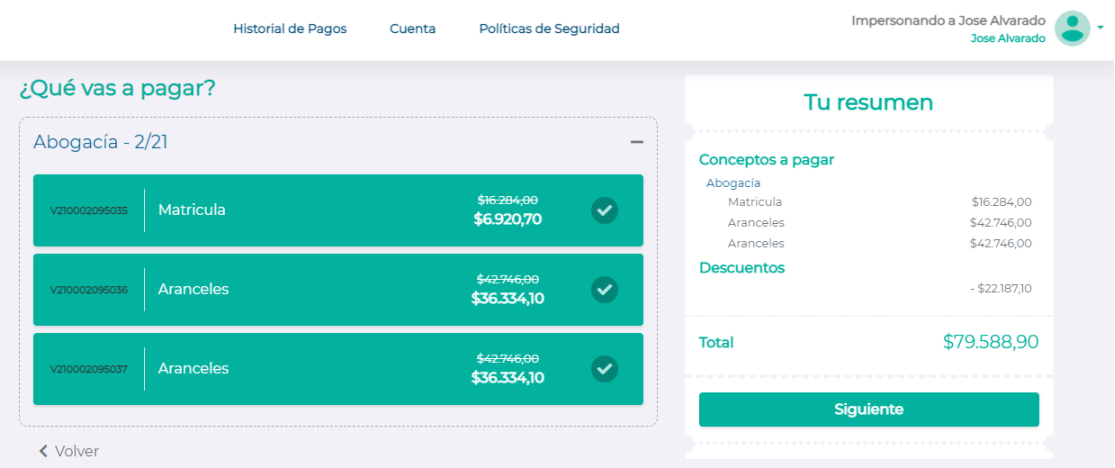 Historial de Pagos
Cuenta
Políticas de Seguridad
Impersonando a Jose Alvarado
Jose Alvarado
¿Qué vas a pagar?
Abogacía - 2/21
V210002095035
Matricula
$16.284,00
$6.920,70
V210002095036
Aranceles
$42.746,00
$36.334,10
V210002095037
Aranceles
$42.746,00
$36.334,10
Volver
Tu resumen
Conceptos a pagar
Abogacía
Matricula $16.284,00
Aranceles $42.746,00
Aranceles $42.746,00
Descuentos
- $22.187,10
Total $79.588,90
Siguiente